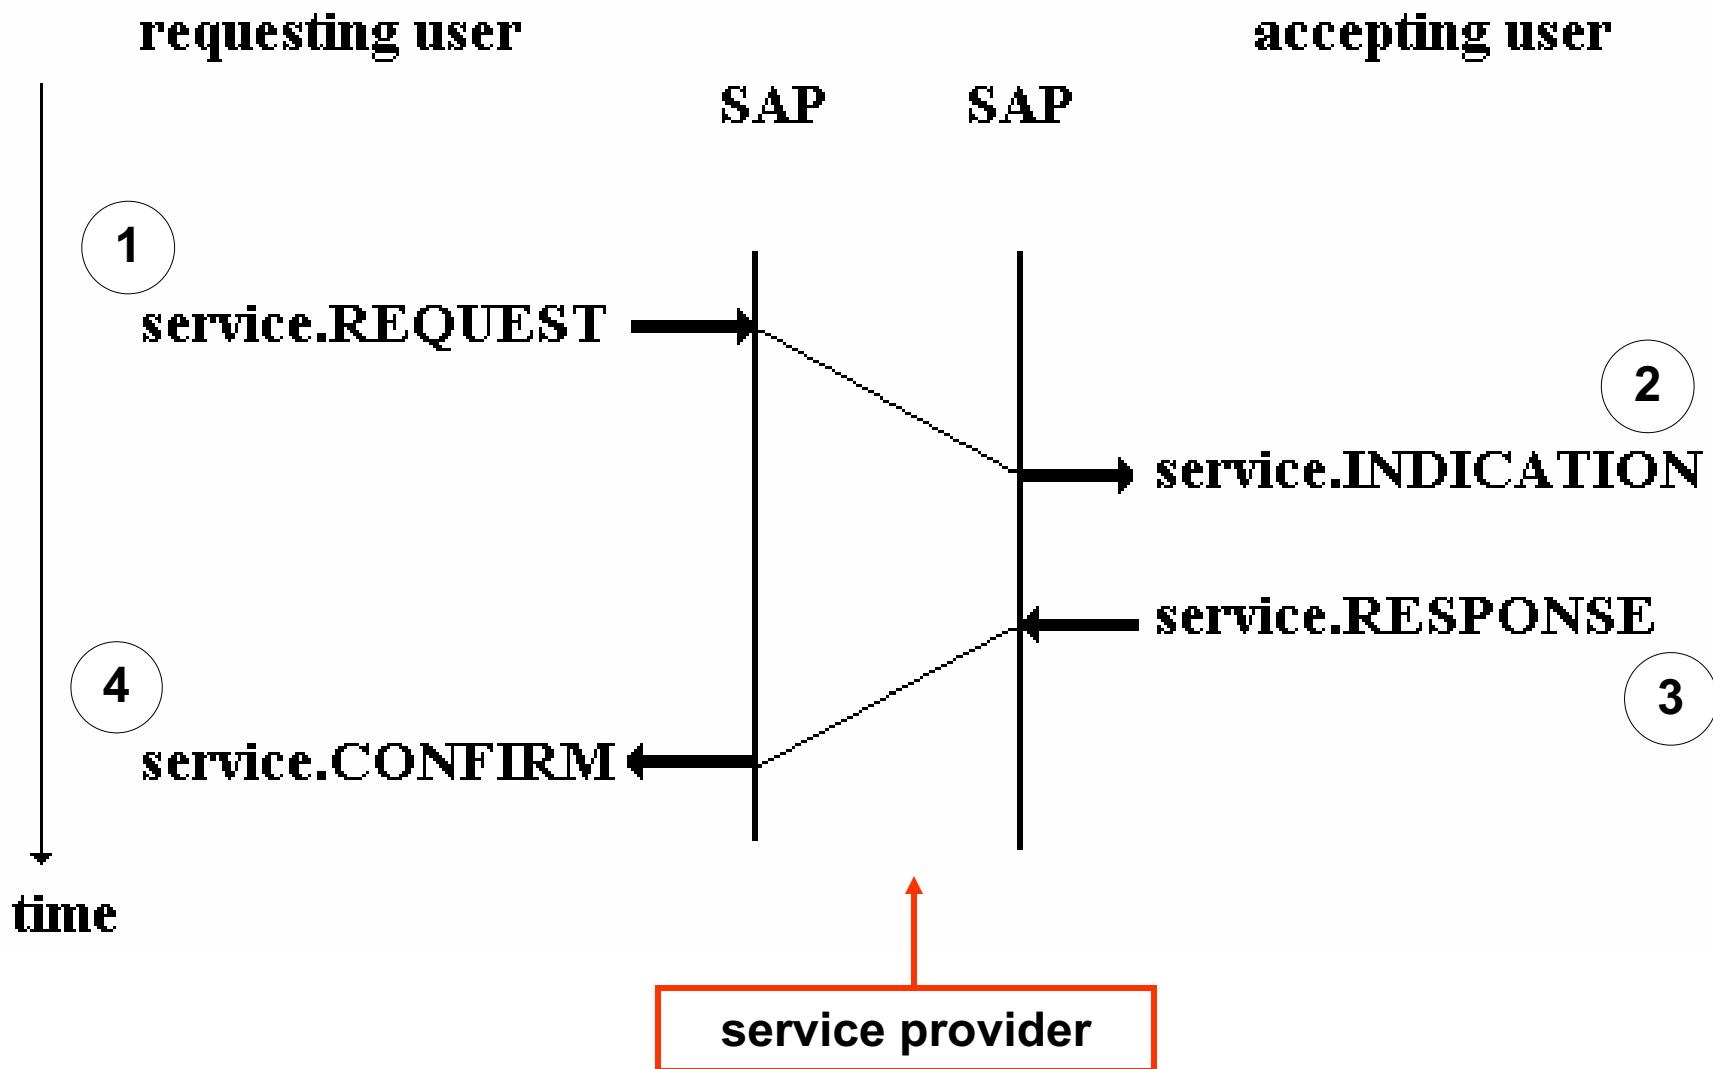 requesting user
accepting user
SAP
SAP
1
service.REQUEST
2
service.INDICATION
service.RESPONSE
3
4
service.CONFIRM
time
service provider